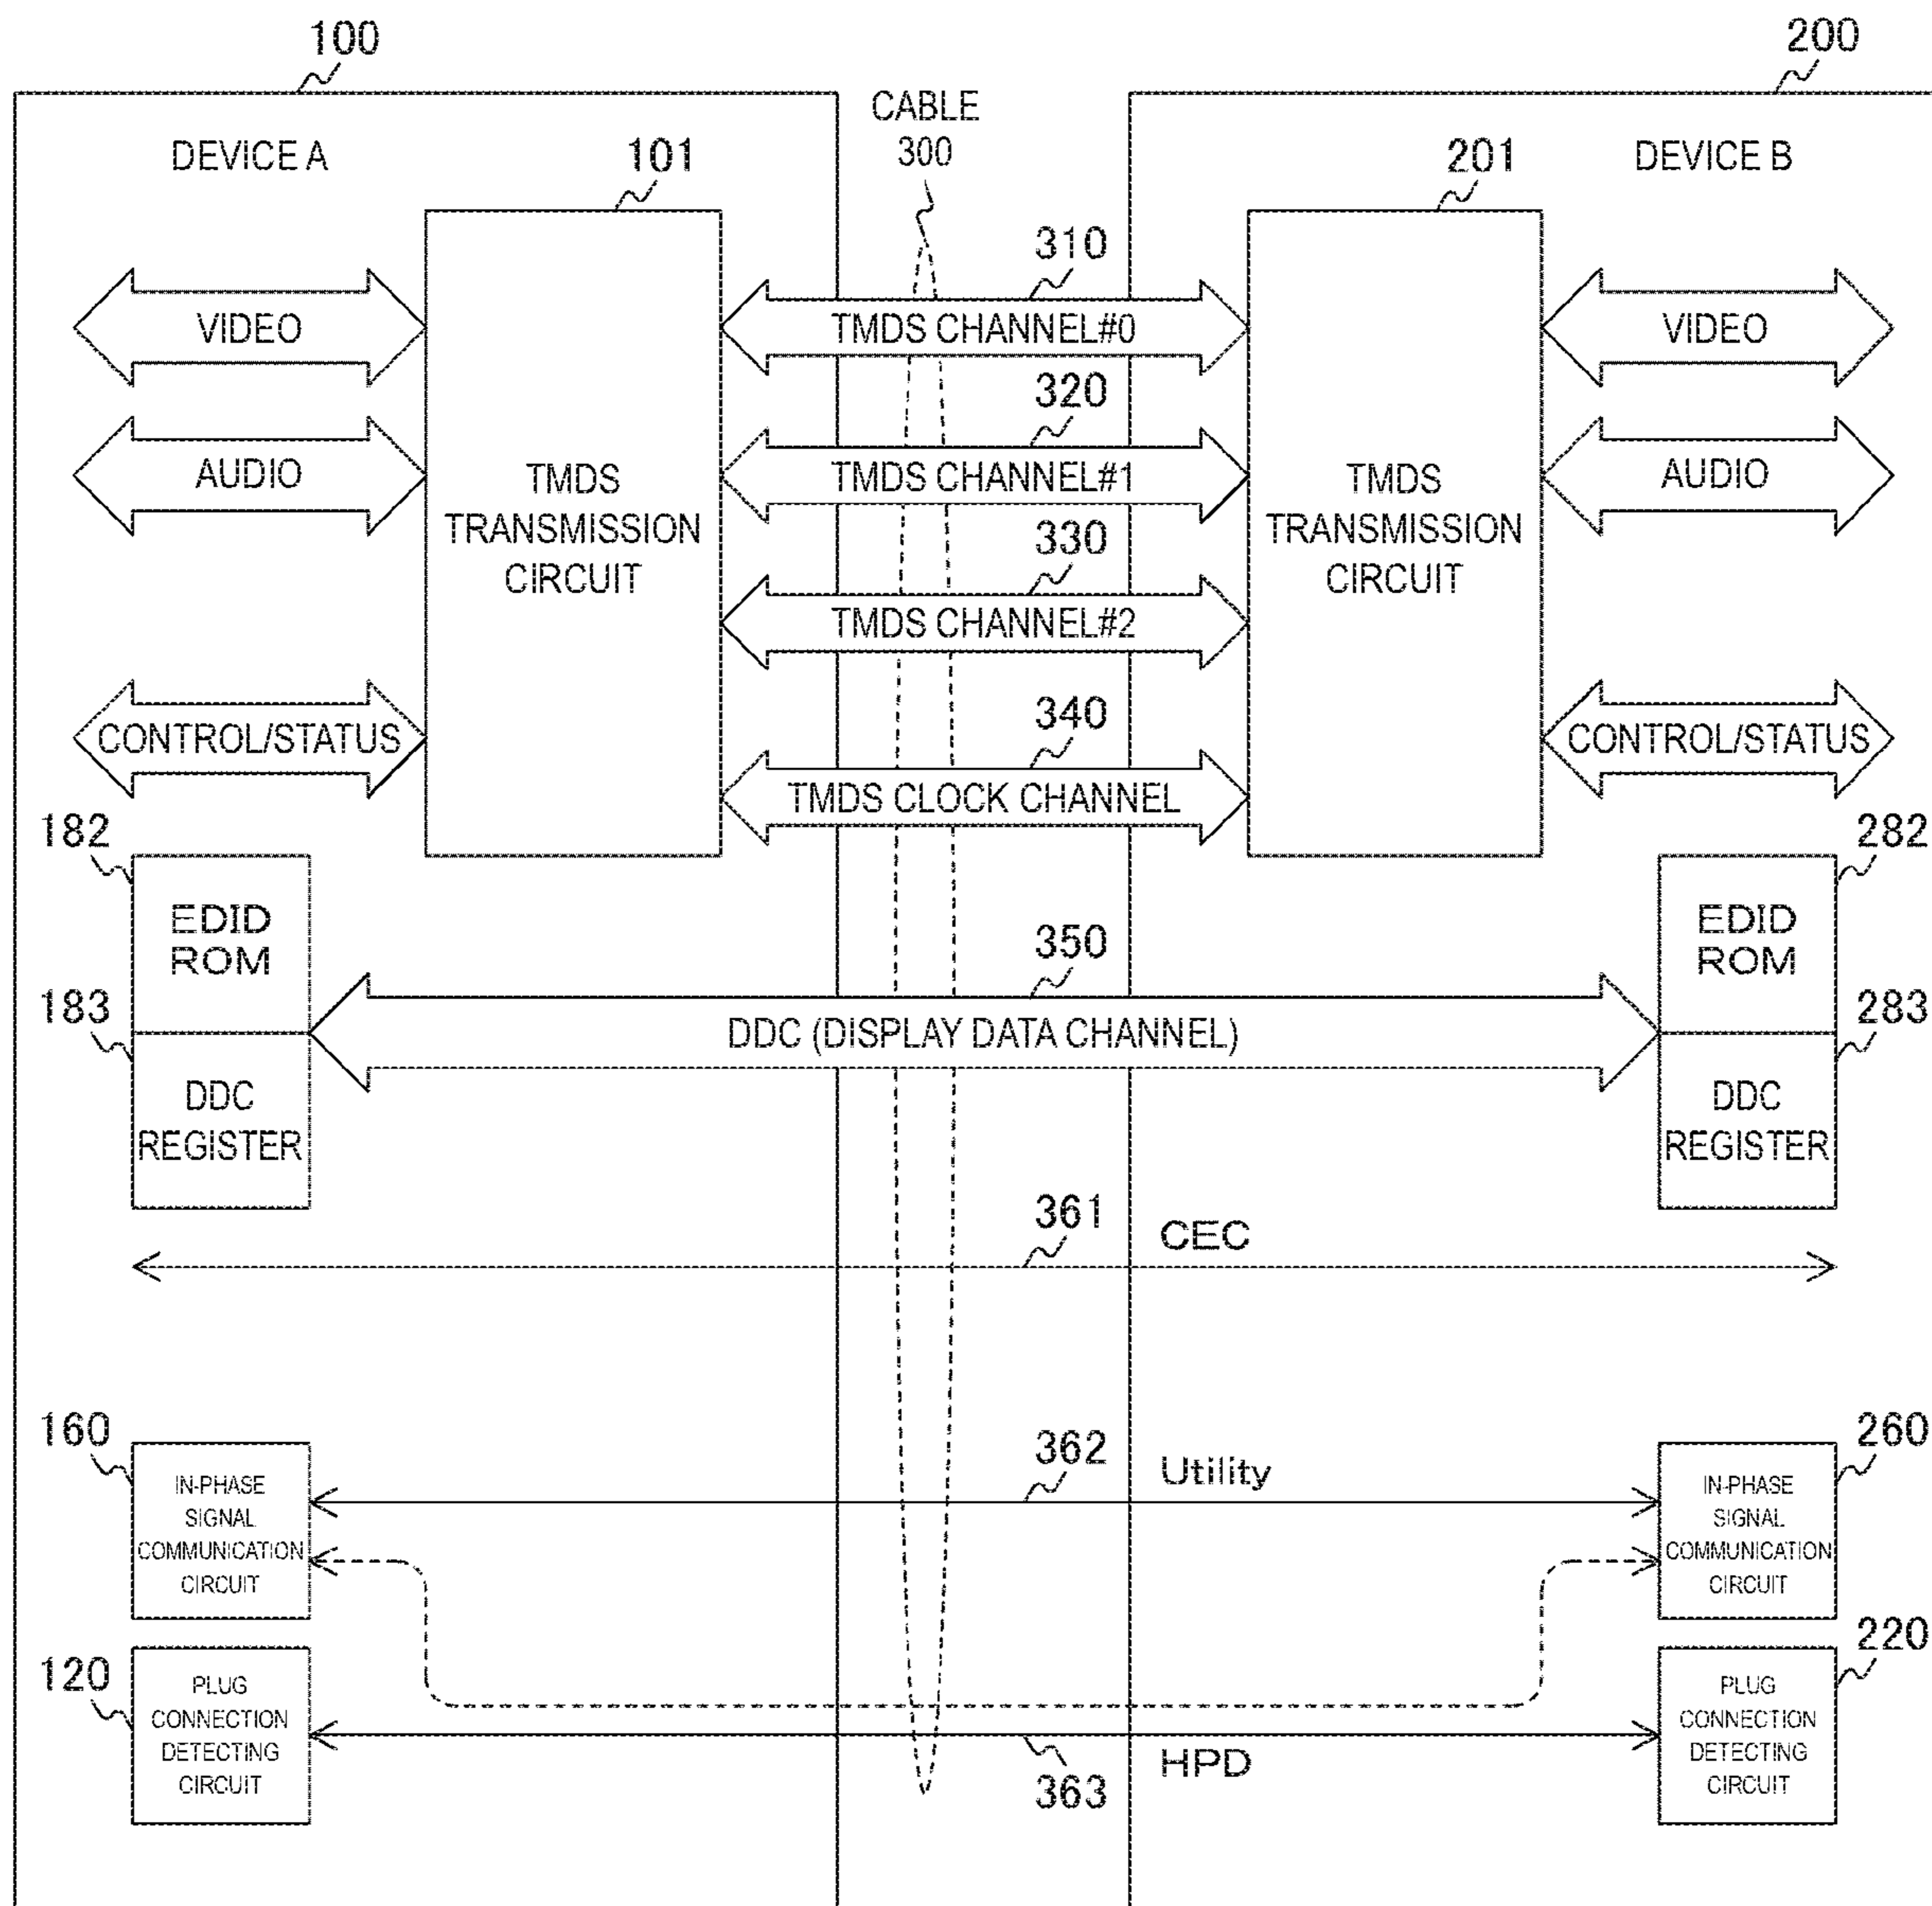 100
200
CABLE
300
DEVICE A
101
201
DEVICE B
310
VIDEO
TMDS CHANNEL#0
VIDEO
320
AUDIO
TMDS CHANNEL#1
AUDIO
TMDS
TRANSMISSION
CIRCUIT
TMDS
TRANSMISSION
CIRCUIT
330
TMDS CHANNEL#2
340
CONTROL/STATUS
CONTROL/STATUS
TMDS CLOCK CHANNEL
182
282
EDID
ROM
EDID
ROM
350
183
283
DDC (DISPLAY DATA CHANNEL)
DDC
REGISTER
DDC
REGISTER
361
CEC
160
260
362
Utility
IN-PHASE
SIGNAL
COMMUNICATION
CIRCUIT
IN-PHASE
SIGNAL
COMMUNICATION
CIRCUIT
120
220
PLUG
CONNECTION
DETECTING
CIRCUIT
PLUG
CONNECTION
DETECTING
CIRCUIT
363
HPD